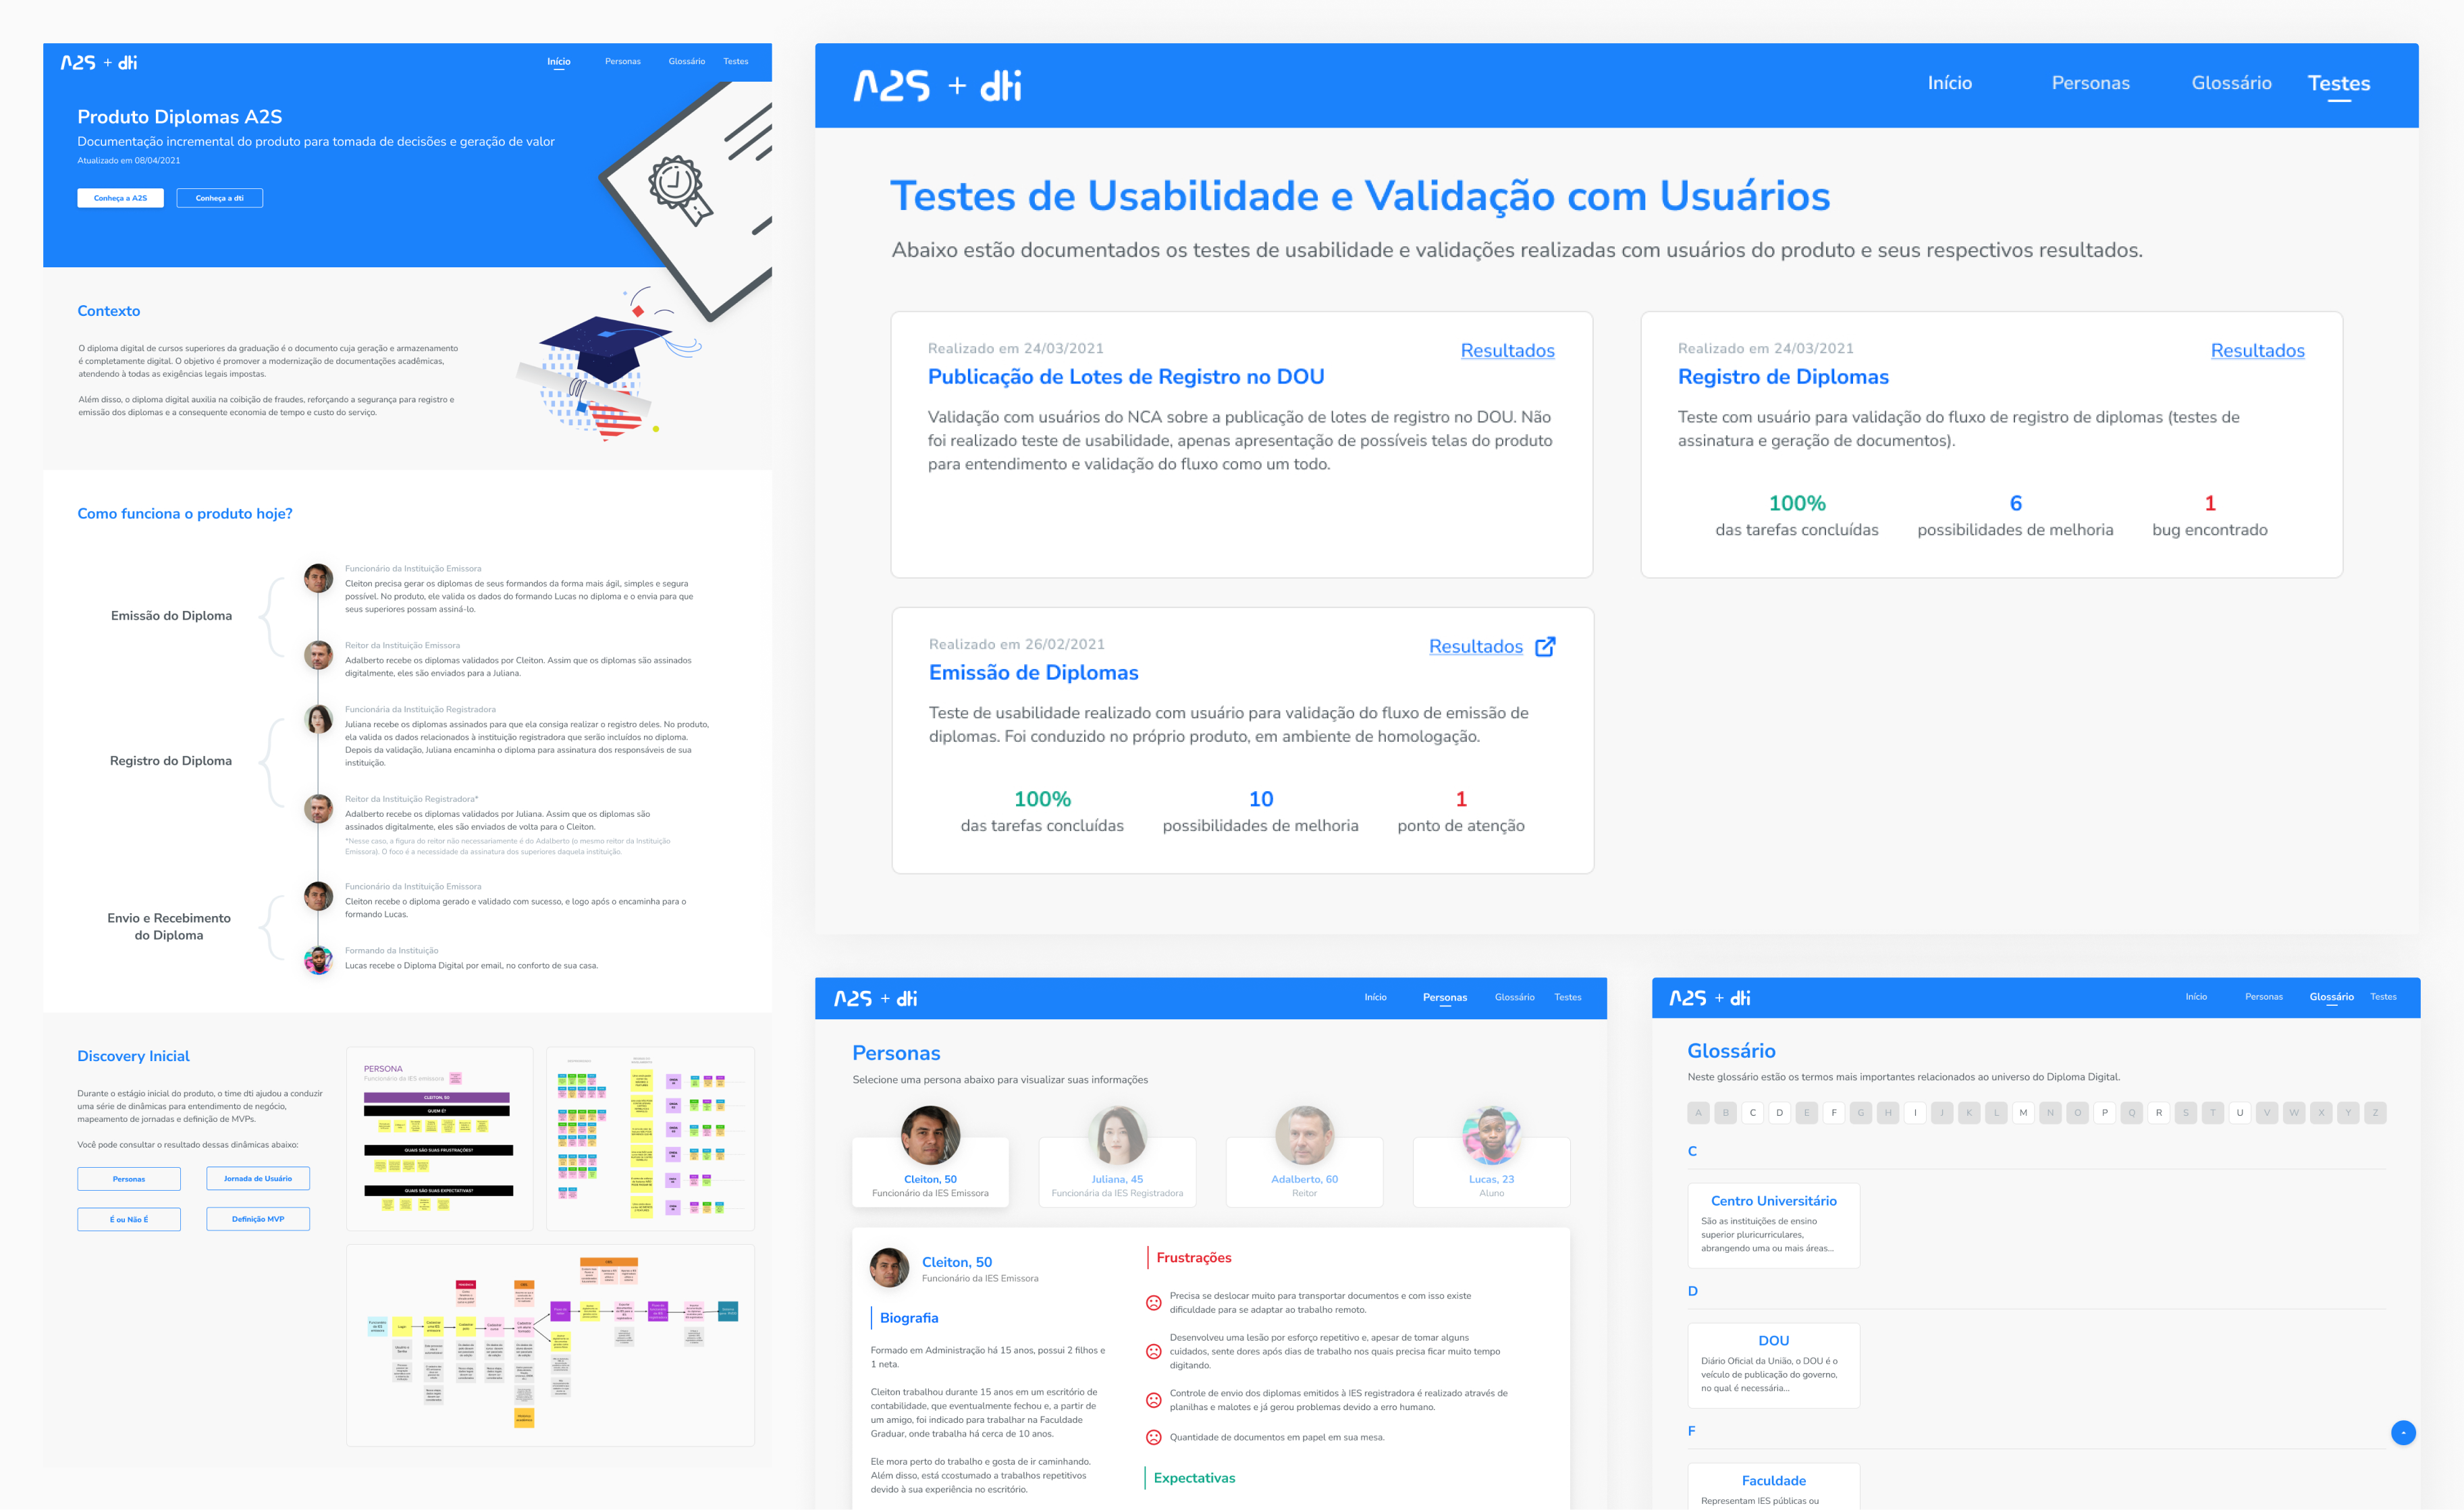 A2S + dti
Início
Personas
Glossário
Testes
Produto Diplomas A2S
Documentação incremental do produto para tomada de decisões e geração de valor
Atualizado em 08/04/2021
Conheça a A2S
Conheça a dti
Contexto
O diploma digital de cursos superiores da graduação é o documento cuja geração e armazenamento
é completamente digital. O objetivo é promover a modernização de documentações acadêmicas,
atendendo à todas as exigências legais impostas.
Além disso, o diploma digital auxilia na coibição de fraudes, reforçando a segurança para registro e
emissão dos diplomas e a consequente economia de tempo e custo do serviço.
Como funciona o produto hoje?
Emissão do Diploma
Funcionário da Instituição Emissora
Cleiton precisa gerar os diplomas de seus formandos da forma mais ágil, simples e segura
possível. No produto, ele valida os dados do formando Lucas no diploma e o envia para que
seus superiores possam assiná-lo.
Reitor da Instituição Emissora
Adalberto recebe os diplomas validados por Cleiton. Assim que os diplomas são assinados
digitalmente, eles são enviados para a Juliana.
Registro do Diploma
Funcionária da Instituição Registradora
Juliana recebe os diplomas assinados para que ela consiga realizar o registro deles. No produto,
ela valida os dados relacionados à instituição registradora que serão incluídos no diploma.
Depois da validação, Juliana encaminha o diploma para assinatura dos responsáveis de sua
instituição.
Reitor da Instituição Registradora*
Adalberto recebe os diplomas validados por Juliana. Assim que os diplomas são
assinados digitalmente, eles são enviados de volta para o Cleiton.
*Nesse caso, a figura do reitor não necessariamente é do Adalberto (o mesmo reitor da Instituição
Emissora). O foco é a necessidade da assinatura dos superiores daquela instituição.
Envio e Recebimento
do Diploma
Funcionário da Instituição Emissora
Cleiton recebe o diploma gerado e validado com sucesso, e logo após o encaminha para o
formando Lucas.
Formando da Instituição
Lucas recebe o Diploma Digital por email, no conforto de sua casa.
Discovery Inicial
Durante o estágio inicial do produto, o time dti ajudou a conduzir
uma série de dinâmicas para entendimento de negócio,
mapeamento de jornadas e definição de MVPs.
Você pode consultar o resultado dessas dinâmicas abaixo:
Personas
Jornada de Usuário
É ou Não É
Definição MVP
PERSONA
Funcionário da IES emissora
CLEITON, 50
QUEM É?
QUAIS SÃO SUAS FRUSTRAÇÕES?
QUAIS SÃO SUAS EXPECTATIVAS?
A2S + dti
Início
Personas
Glossário
Testes
Testes de Usabilidade e Validação com Usuários
Abaixo estão documentados os testes de usabilidade e validações realizadas com usuários do produto e seus respectivos resultados.
Realizado em 24/03/2021
Resultados
Publicação de Lotes de Registro no DOU
Validação com usuários do NCA sobre a publicação de lotes de registro no DOU. Não
foi realizado teste de usabilidade, apenas apresentação de possíveis telas do produto
para entendimento e validação do fluxo como um todo.
Realizado em 24/03/2021
Resultados
Registro de Diplomas
Teste com usuário para validação do fluxo de registro de diplomas (testes de
assinatura e geração de documentos).
100%
das tarefas concluídas
6
possibilidades de melhoria
1
bug encontrado
Realizado em 26/02/2021
Resultados
Emissão de Diplomas
Teste de usabilidade realizado com usuário para validação do fluxo de emissão de
diplomas. Foi conduzido no próprio produto, em ambiente de homologação.
100%
das tarefas concluídas
10
possibilidades de melhoria
1
ponto de atenção
A2S + dti
Início
Personas
Glossário
Testes
Personas
Selecione uma persona abaixo para visualizar suas informações
Cleiton, 50
Funcionário da IES Emissora
Juliana, 45
Funcionária da IES Registradora
Adalberto, 60
Reitor
Lucas, 23
Aluno
Cleiton, 50
Funcionário da IES Emissora
Biografia
Formado em Administração há 15 anos, possui 2 filhos e
1 neta.
Cleiton trabalhou durante 15 anos em um escritório de
contabilidade, que eventualmente fechou e, a partir de
um amigo, foi indicado para trabalhar na Faculdade
Graduar, onde trabalha há cerca de 10 anos.
Ele mora perto do trabalho e gosta de ir caminhando.
Além disso, está ccostumado a trabalhos repetitivos
devido à sua experiência no escritório.
Frustrações
Precisa se deslocar muito para transportar documentos e com isso existe
dificuldade para se adaptar ao trabalho remoto.
Desenvolveu uma lesão por esforço repetitivo e, apesar de tomar alguns
cuidados, sente dores após dias de trabalho nos quais precisa ficar muito tempo
digitando.
Controle de envio dos diplomas emitidos à IES registradora é realizado através de
planilhas e malotes e já gerou problemas devido a erro humano.
Quantidade de documentos em papel em sua mesa.
Expectativas
A2S + dti
Início
Personas
Glossário
Testes
Glossário
Neste glossário estão os termos mais importantes relacionados ao universo do Diploma Digital.
A B C D E F G H I J K L M N O P Q R S T U V W X Y Z
C
Centro Universitário
São as instituições de ensino
superior pluricurriculares,
abrangendo uma ou mais áreas...
D
DOU
Diário Oficial da União, o DOU é o
veículo de publicação do governo,
no qual é necessária...
F
Faculdade
Representam IES públicas ou